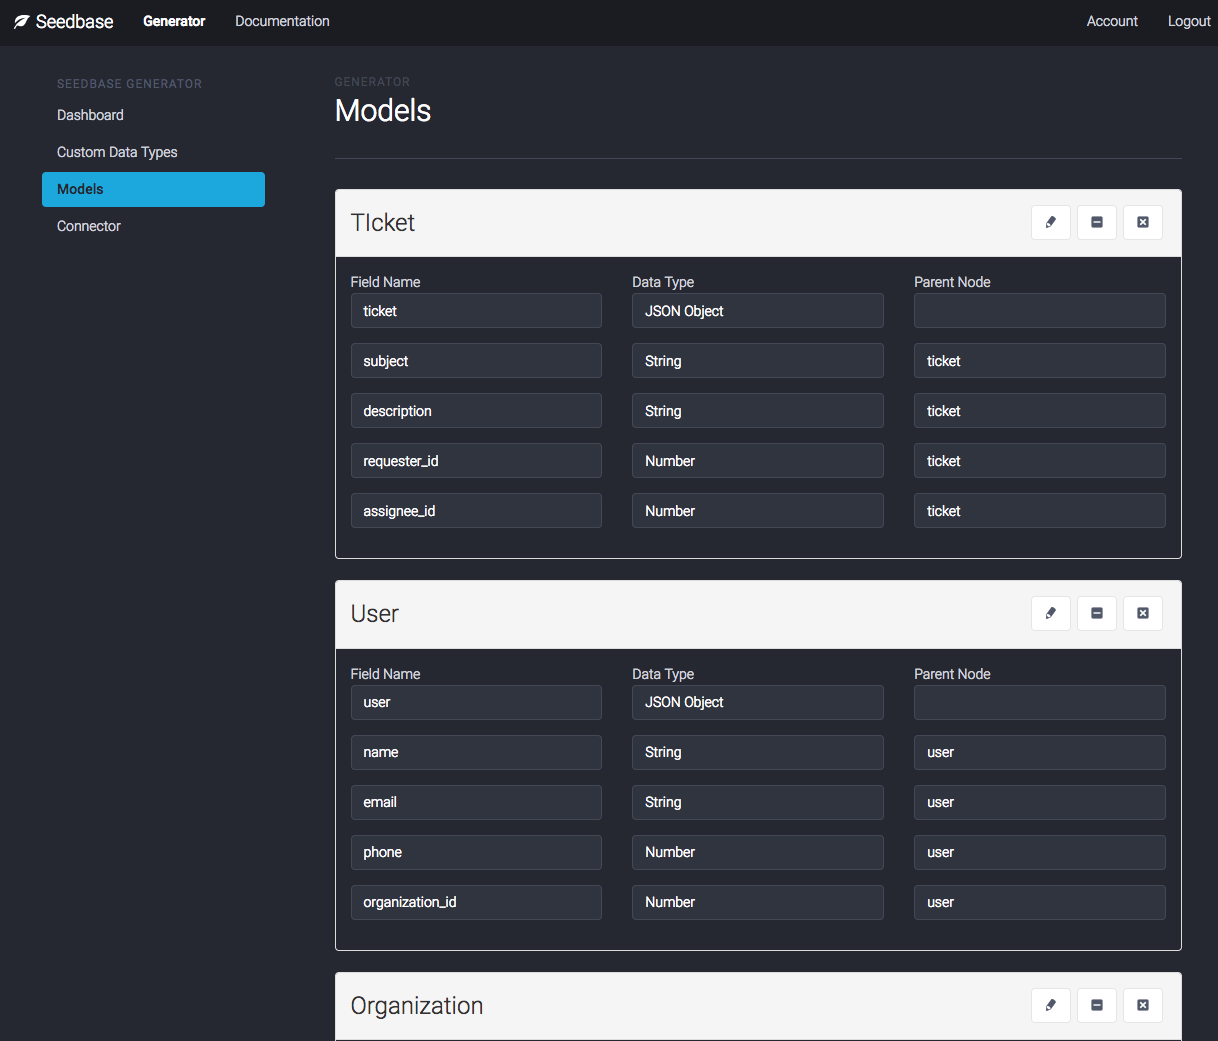 Seedbase Generator Documentation Account Logout
SEEDBASE GENERATOR
Dashboard
Custom Data Types
Models
Connector
GENERATOR
Models
TIcket
Field Name Data Type Parent Node
ticket JSON Object
subject String ticket
description String ticket
requester_id Number ticket
assignee_id Number ticket
User
Field Name Data Type Parent Node
user JSON Object
name String user
email String user
phone Number user
organization_id Number user
Organization